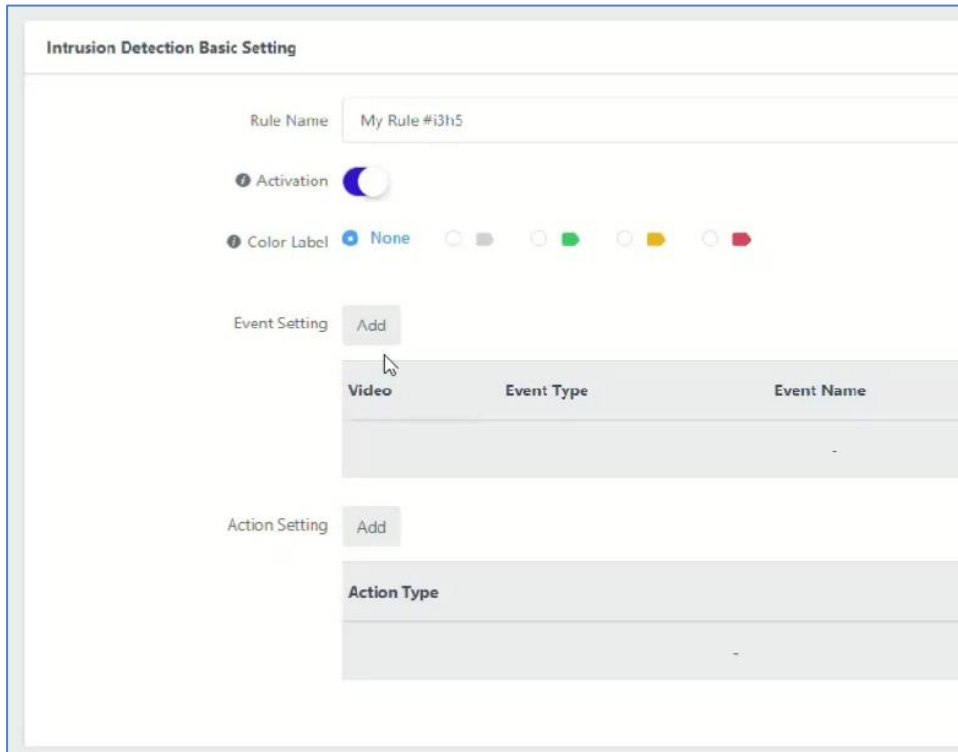 Intrusion Detection Basic Setting
Rule Name My Rule #i3h5
Activation
Color Label None
Event Setting Add
Video Event Type Event Name
-
Action Setting Add
Action Type
-